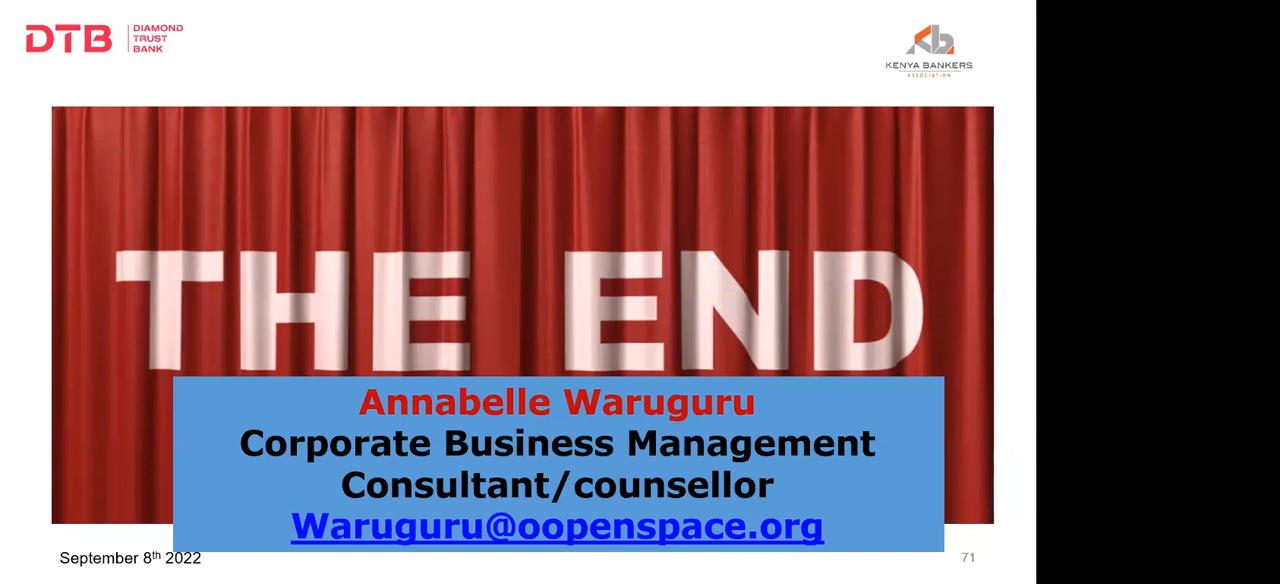 DTB DIAMOND
TRUST
BANK
KENYA BANKERS
ASSOCIATION
THE END
Annabelle Waruguru
Corporate Business Management
Consultant/counsellor
Waruguru@oopenspace.org
September 8th 2022
71